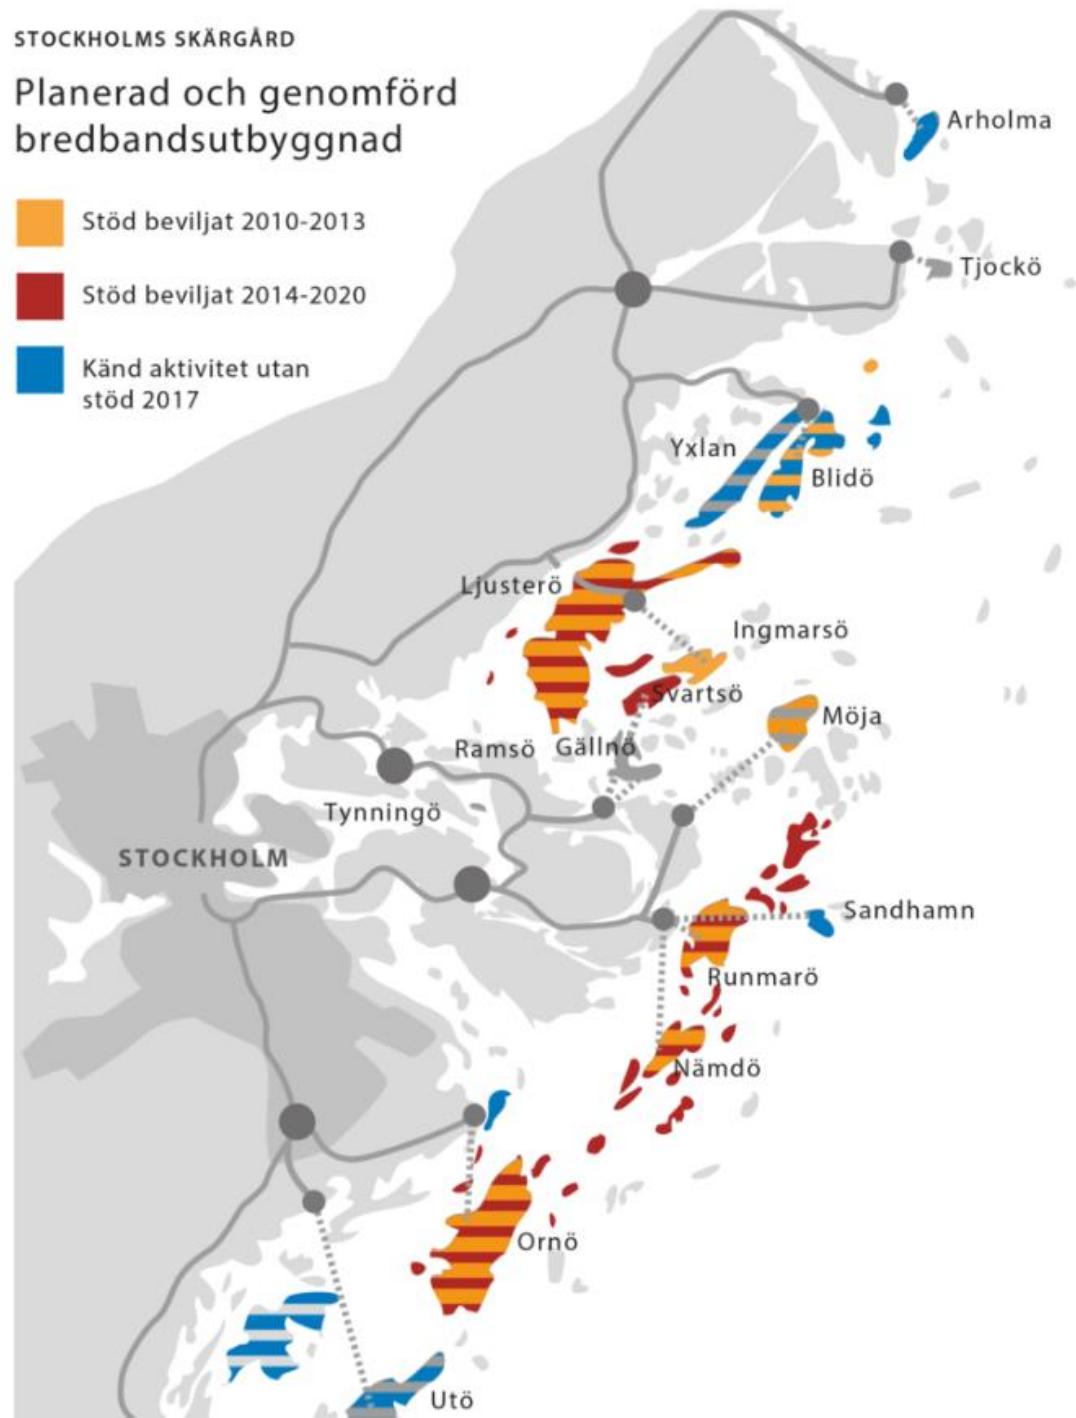 STOCKHOLMS SKÄRGÅRD
Planerad och genomförd
bredbandsutbyggnad
Stöd beviljat 2010-2013
Stöd beviljat 2014-2020
Känd aktivitet utan
stöd 2017
Arholma
Tjockö
Yxlan
Blidö
Ljusterö
Ingmarsö
Svartsö
Möja
Ramsö
Gällnö
Tynningö
STOCKHOLM
Sandhamn
Runmarö
Nämdö
Ornö
Utö